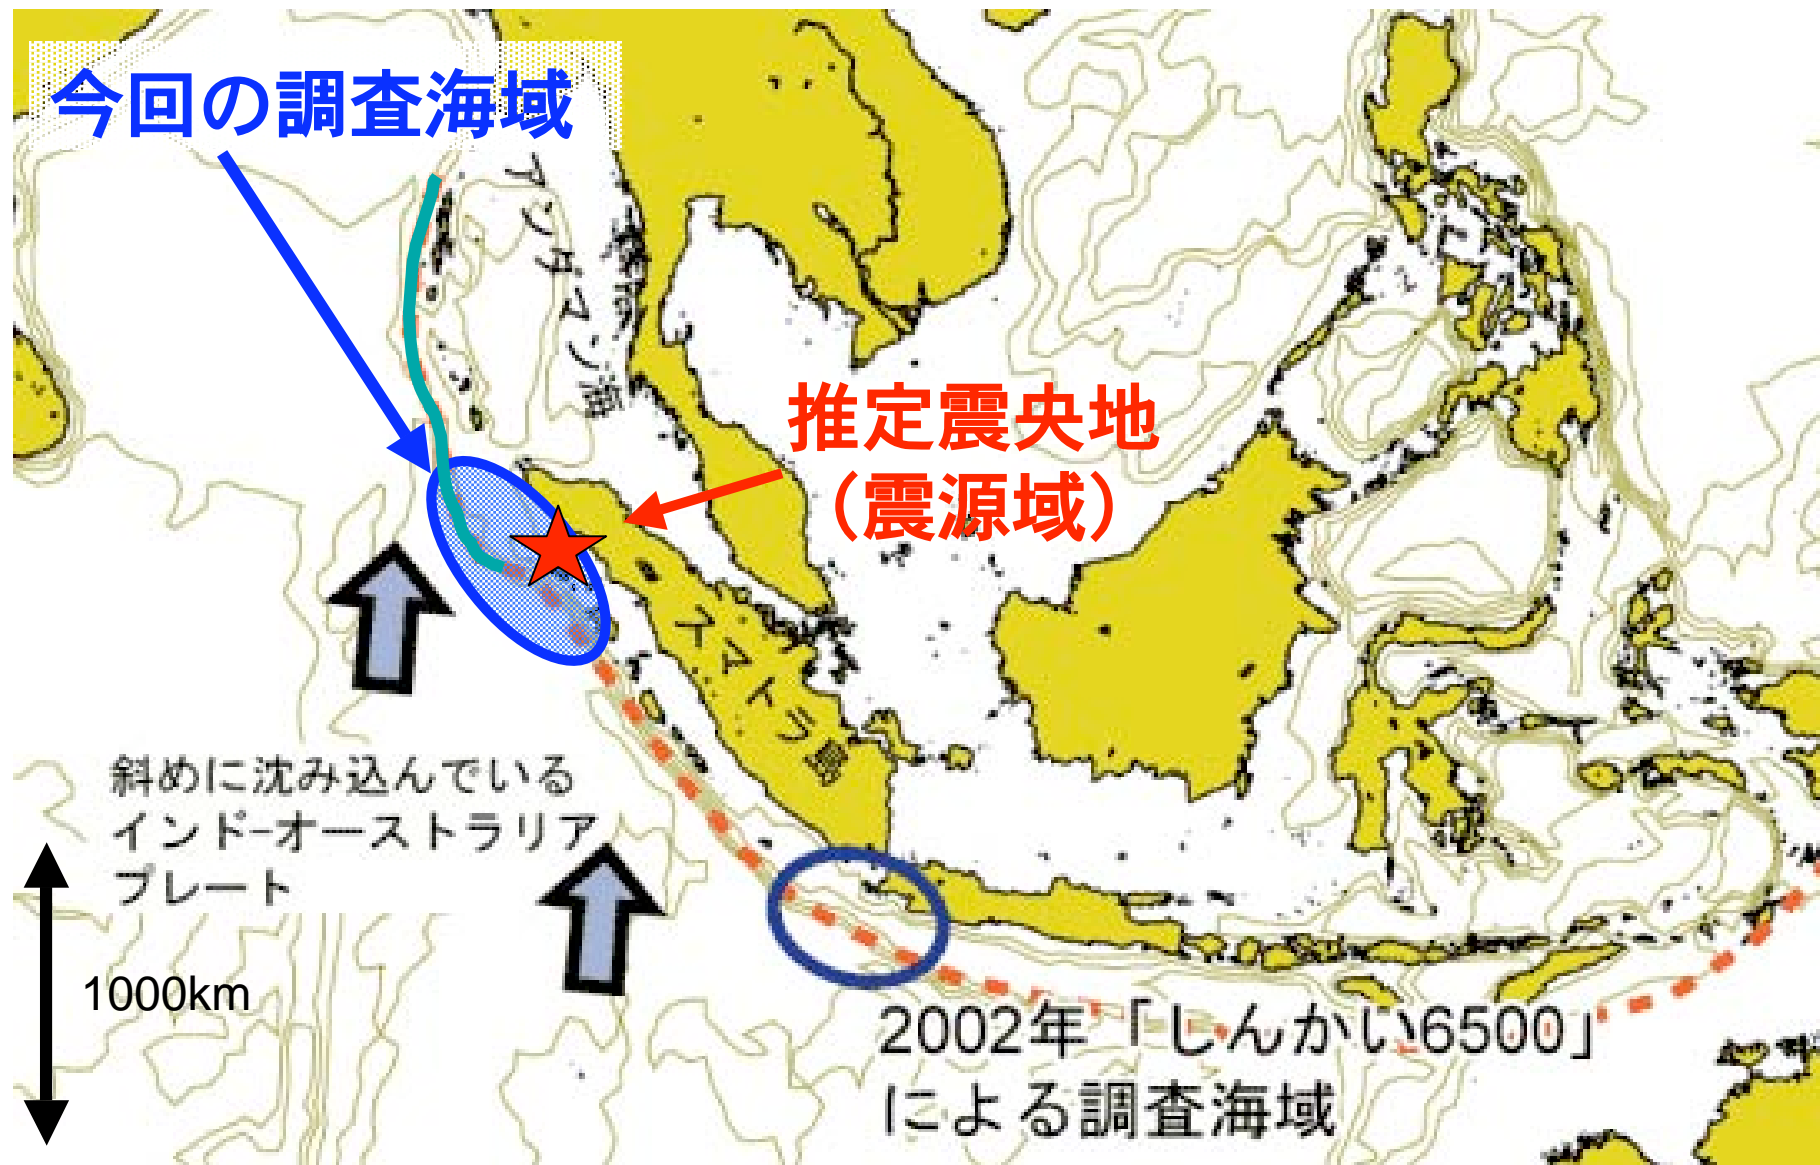 今回の調査海域
アンダマン海
推定震央地
（震源域）
スマトラ島
斜めに沈み込んでいる
インド-オーストラリア
プレート
1000km
2002年「しんかい6500」
による調査海域